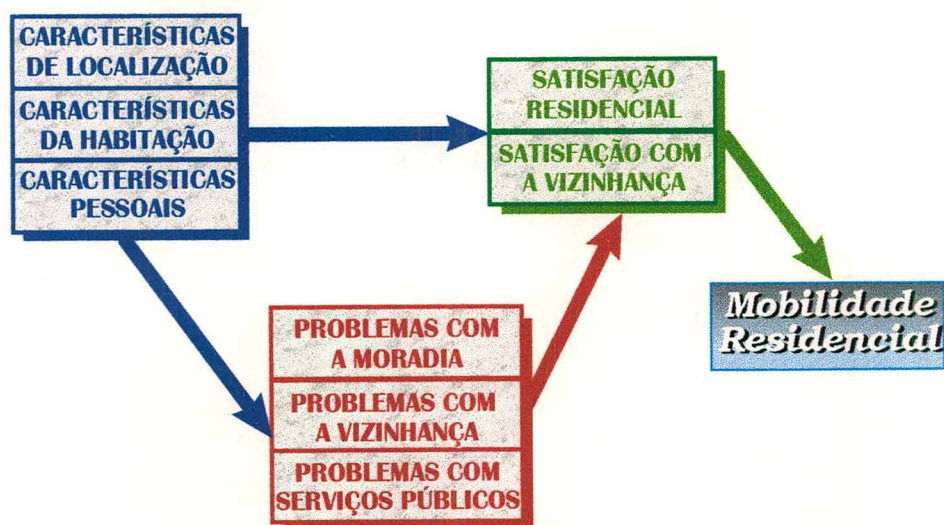 CARACTERÍSTICAS
DE LOCALIZAÇÃO
CARACTERÍSTICAS
DA HABITAÇÃO
CARACTERÍSTICAS
PESSOAIS
SATISFAÇÃO
RESIDENCIAL
SATISFAÇÃO COM
A VIZINHANÇA
Mobilidade
Residencial
PROBLEMAS COM
A MORADIA
PROBLEMAS COM
A VIZINHANÇA
PROBLEMAS COM
SERVIÇOS PÚBLICOS